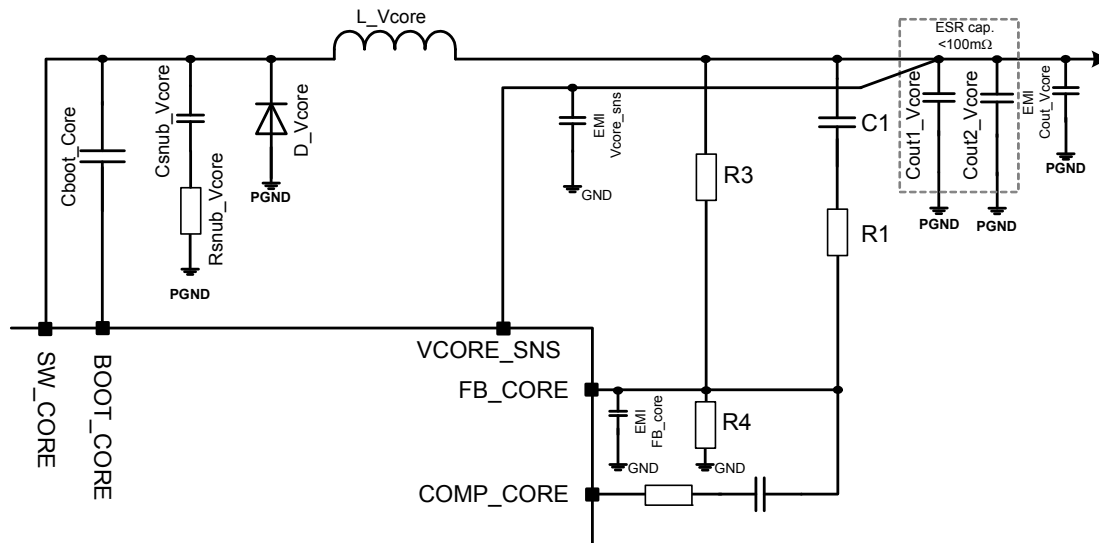 L_Vcore
ESR cap.
<100mΩ
Cboot_Core
Csnub_Vcore
Rsnub_Vcore
PGND
D_Vcore
PGND
EMI
Vcore_sns
GND
R3
C1
R1
Cout1_Vcore
PGND
Cout2_Vcore
PGND
EMI
Cout_Vcore
PGND
SW_CORE
BOOT_CORE
VCORE_SNS
FB_CORE
EMI
FB_core
GND
R4
GND
COMP_CORE